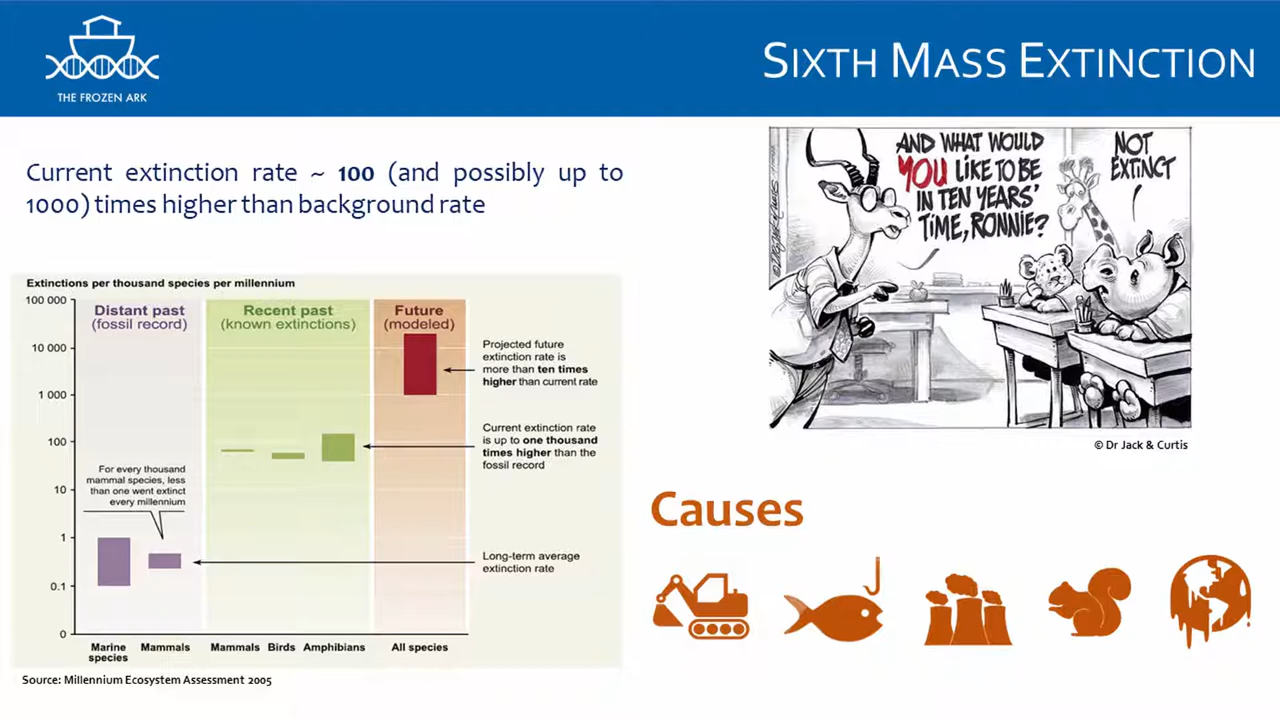 THE FROZEN ARK
SIXTH MASS EXTINCTION
Current extinction rate ~ 100 (and possibly up to
1000) times higher than background rate
Extinctions per thousand species per millennium
100 000
10 000
1 000
100
10
1
0.1
0
Distant past
(fossil record)
Recent past
(known extinctions)
Future
(modeled)
Projected future
extinction rate is
more than ten times
higher than current rate
Current extinction rate
is up to one thousand
times higher than the
fossil record
For every thousand
mammal species, less
than one went extinct
every millennium
Long-term average
extinction rate
Marine
species
Mammals
Mammals
Birds
Amphibians
All species
Source: Millennium Ecosystem Assessment 2005
AND WHAT WOULD
YOU LIKE TO BE
IN TEN YEARS'
TIME, RONNIE?
NOT
EXTINCT
© Dr Jack & Curtis
Causes